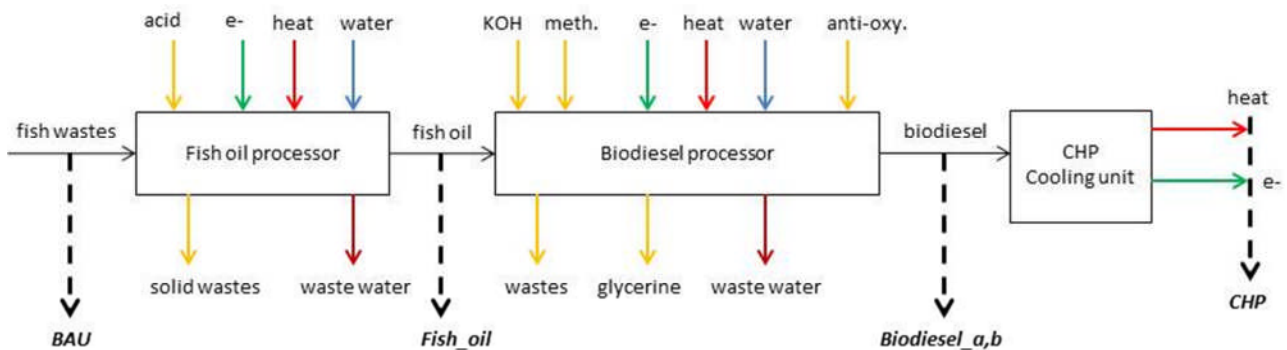 acid e- heat water KOH meth. e- heat water anti-oxy.
heat
fish wastes Fish oil processor fish oil Biodiesel processor biodiesel CHP
Cooling unit
e-
solid wastes waste water wastes glycerine waste water
CHP
BAU Fish_oil Biodiesel_a,b